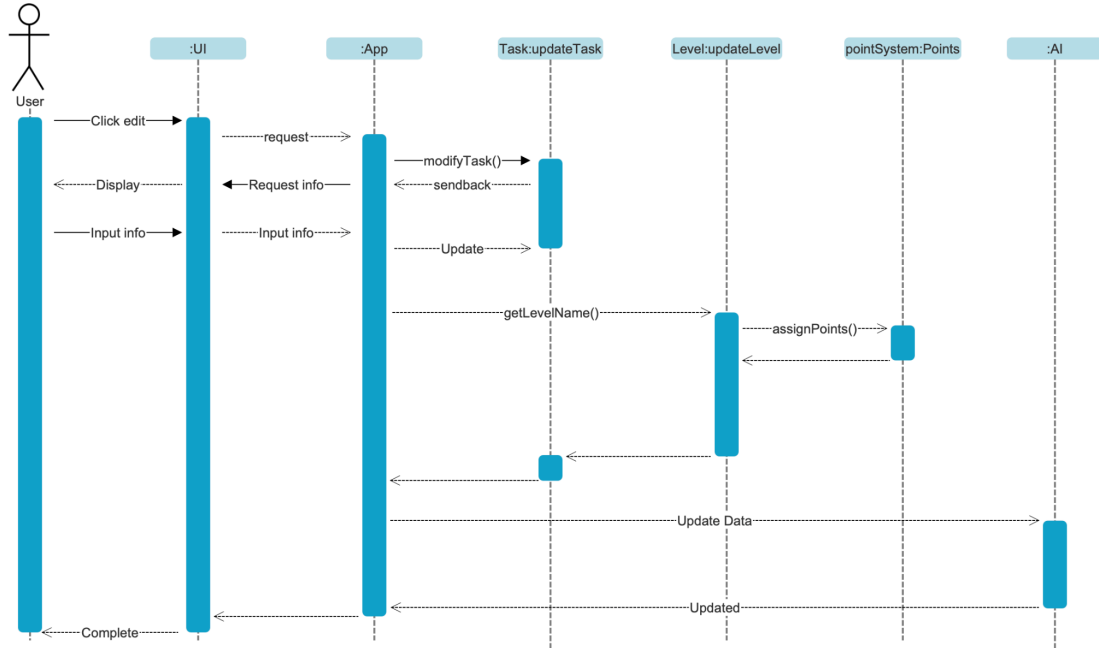 :UI
:App
Task:updateTask
Level:updateLevel
pointSystem:Points
:AI
User
Click edit
request
modifyTask()
Display
Request info
sendback
Input info
Input info
Update
getLevelName()
assignPoints()
Update Data
Updated
Complete